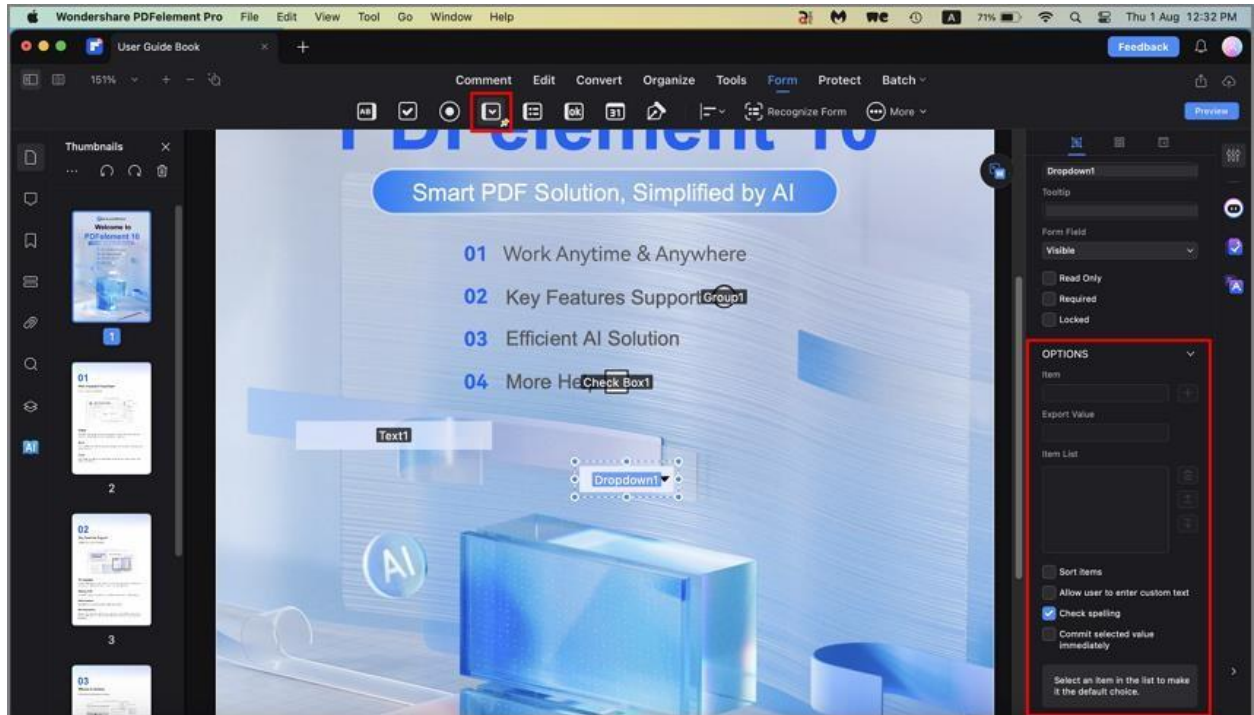 Wondershare PDFelement Pro File Edit View Tool Go Window Help 71% Thu 1 Aug 12:32 PM
User Guide Book Feedback
151% Comment Edit Convert Organize Tools Form Protect Batch
AB ok 31 Recognize Form More Preview
Thumbnails
Welcome to
PDFelement 10
1
01
2
02
3
03
AI
PDFelement 10
Smart PDF Solution, Simplified by AI
01 Work Anytime & Anywhere
02 Key Features Support Group1
03 Efficient AI Solution
04 More He Check Box1
Text1
Dropdown1
AI
Dropdown1
Tooltip
Form Field
Visible
Read Only
Required
Locked
OPTIONS
Item
Export Value
Item List
Sort items
Allow user to enter custom text
Check spelling
Commit selected value
immediately
Select an item in the list to make
it the default choice.